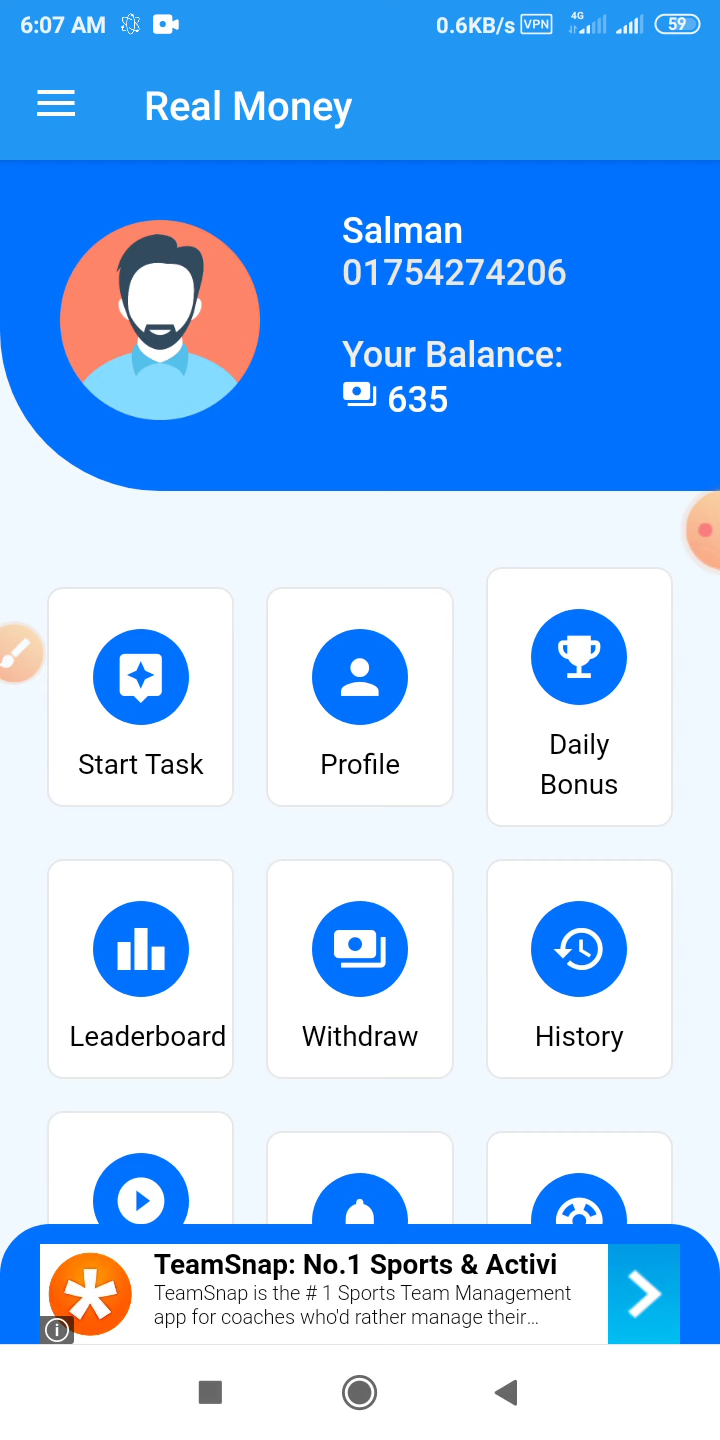 6:07 AM 0.6KB/s VPN 4G 59
Real Money
Salman
01754274206
Your Balance:
635
Start Task
Profile
Daily
Bonus
Leaderboard
Withdraw
History
TeamSnap: No.1 Sports & Activi
TeamSnap is the # 1 Sports Team Management
app for coaches who'd rather manage their...